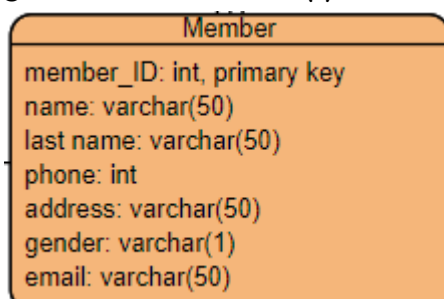 Member
member_ID: int, primary key
name: varchar(50)
last name: varchar(50)
phone: int
address: varchar(50)
gender: varchar(1)
email: varchar(50)